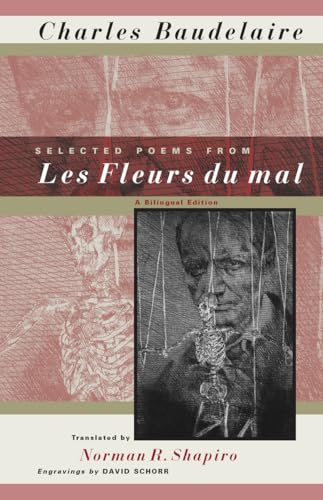 Charles Baudelaire
SELECTED POEMS FROM
Les Fleurs du mal
A Bilingual Edition
Translated by
Norman R. Shapiro
Engravings by DAVID SCHORR